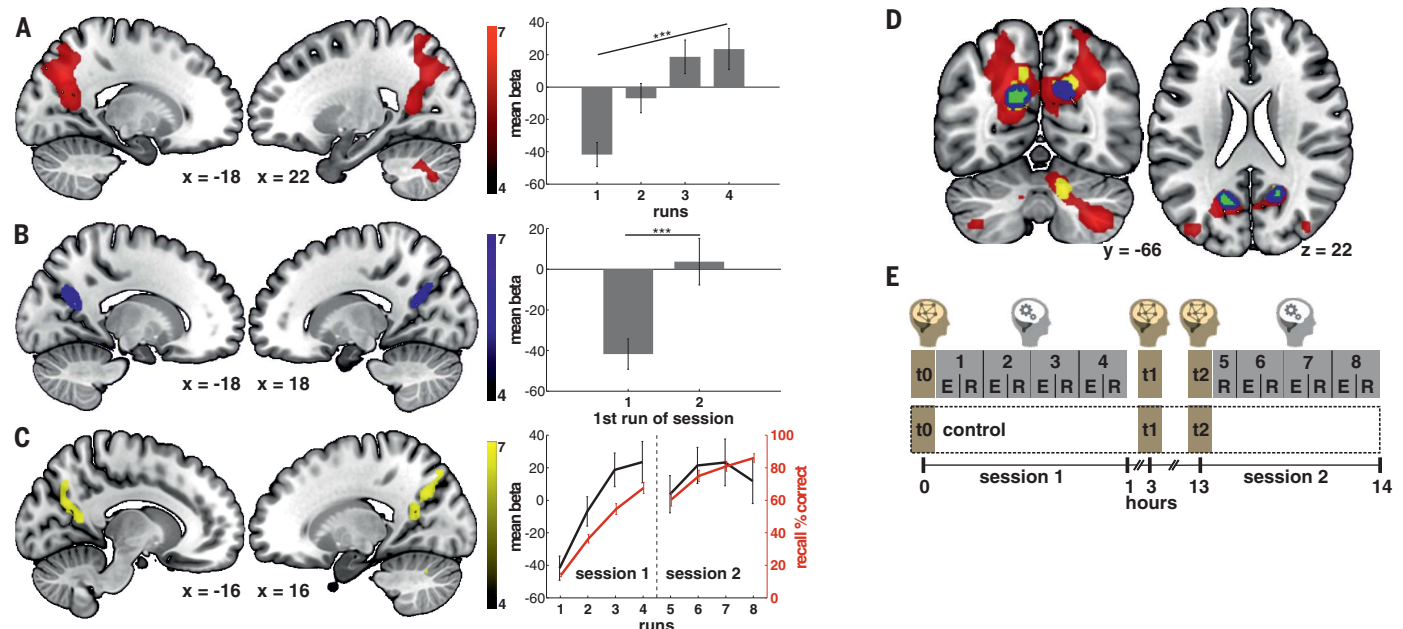 A
x = -18
x = 22
7
4
mean beta
40
20
0
-20
-40
-60
***
1 2 3 4
runs
B
x = -18
x = 18
7
4
mean beta
20
0
-20
-40
-60
***
1 2
1st run of session
C
x = -16
x = 16
7
4
mean beta
40
20
0
-20
-40
-60
session 1
session 2
1 2 3 4 5 6 7 8
runs
100
80
60
40
20
0
recall % correct
D
y = -66
z = 22
E
t0 1 2 3 4 t1 t2 5 6 7 8
E R E R E R E R R E R E R E R
t0 control t1 t2
session 1 session 2
0 1 3 13 14
hours